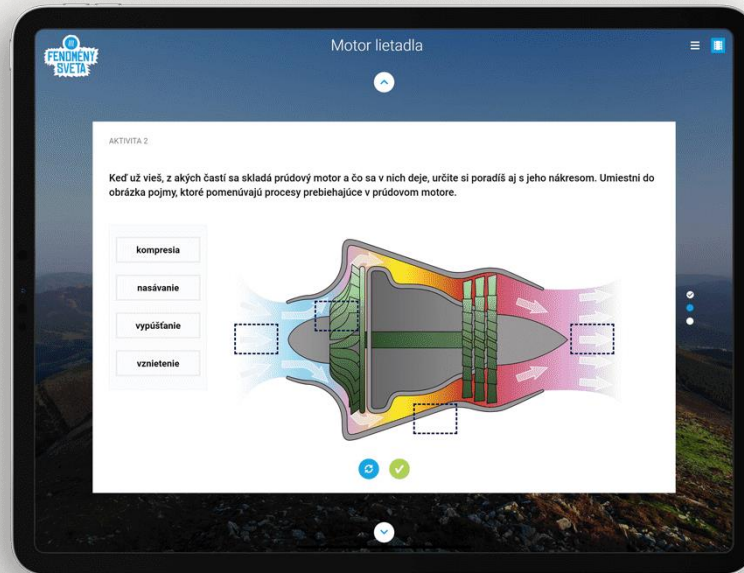 FENOMÉNY
SVETA
Motor lietadla
AKTIVITA 2
Keď už vieš, z akých častí sa skladá prúdový motor a čo sa v nich deje, určite si poradíš aj s jeho nákresom. Umiestni do
obrázka pojmy, ktoré pomenúvajú procesy prebiehajúce v prúdovom motore.
kompresia
nasávanie
vypúšťanie
vznietenie